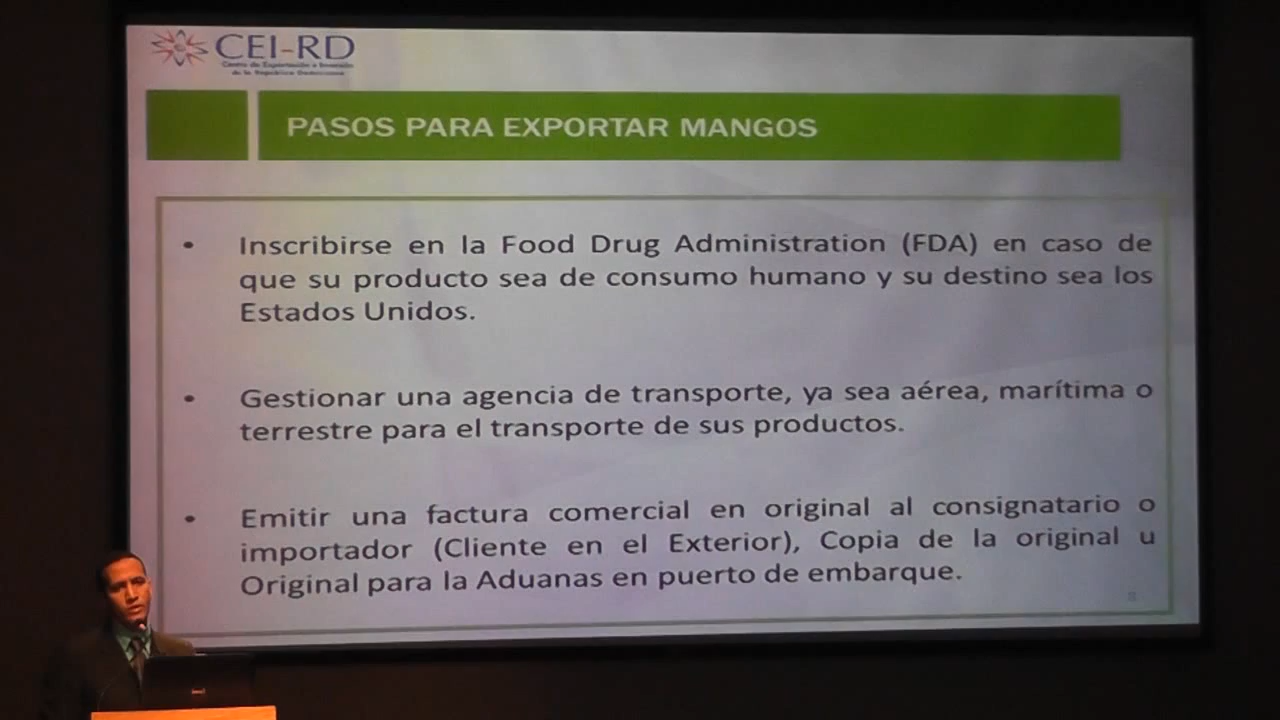 CEI-RD
Centro de Exportación e Inversión
de la República Dominicana
PASOS PARA EXPORTAR MANGOS
• Inscribirse en la Food Drug Administration (FDA) en caso de
que su producto sea de consumo humano y su destino sea los
Estados Unidos.
• Gestionar una agencia de transporte, ya sea aérea, marítima o
terrestre para el transporte de sus productos.
• Emitir una factura comercial en original al consignatario o
importador (Cliente en el Exterior), Copia de la original u
Original para la Aduanas en puerto de embarque.
8